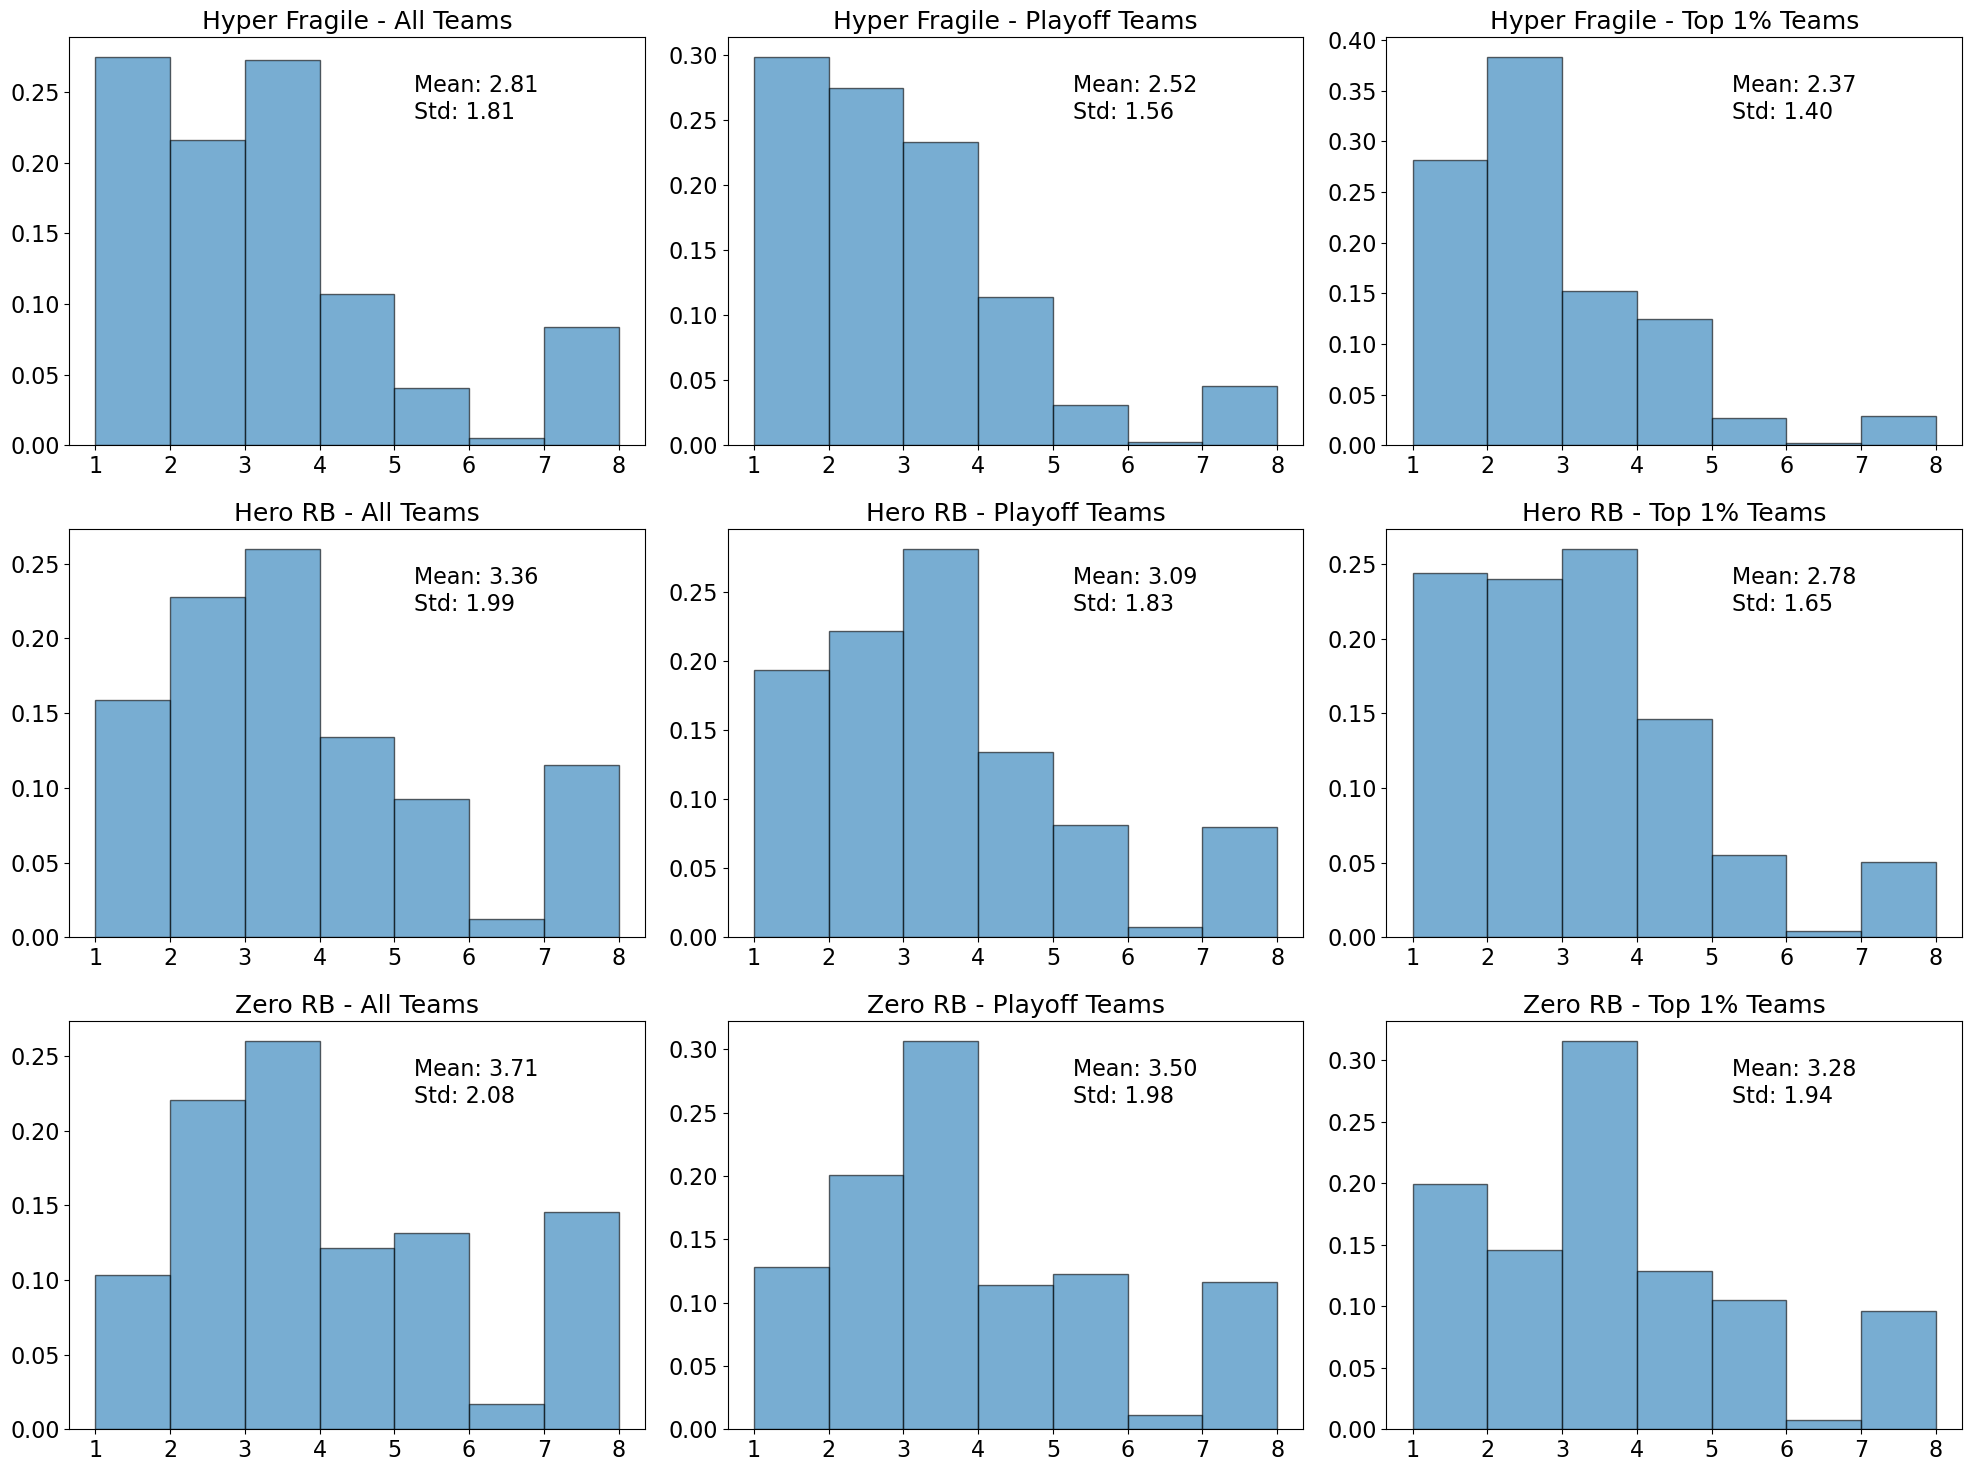 Hyper Fragile - All Teams
Mean: 2.81
Std: 1.81
0.25
0.20
0.15
0.10
0.05
0.00
1 2 3 4 5 6 7 8
Hyper Fragile - Playoff Teams
Mean: 2.52
Std: 1.56
0.30
0.25
0.20
0.15
0.10
0.05
0.00
1 2 3 4 5 6 7 8
Hyper Fragile - Top 1% Teams
Mean: 2.37
Std: 1.40
0.40
0.35
0.30
0.25
0.20
0.15
0.10
0.05
0.00
1 2 3 4 5 6 7 8
Hero RB - All Teams
Mean: 3.36
Std: 1.99
0.25
0.20
0.15
0.10
0.05
0.00
1 2 3 4 5 6 7 8
Hero RB - Playoff Teams
Mean: 3.09
Std: 1.83
0.25
0.20
0.15
0.10
0.05
0.00
1 2 3 4 5 6 7 8
Hero RB - Top 1% Teams
Mean: 2.78
Std: 1.65
0.25
0.20
0.15
0.10
0.05
0.00
1 2 3 4 5 6 7 8
Zero RB - All Teams
Mean: 3.71
Std: 2.08
0.25
0.20
0.15
0.10
0.05
0.00
1 2 3 4 5 6 7 8
Zero RB - Playoff Teams
Mean: 3.50
Std: 1.98
0.30
0.25
0.20
0.15
0.10
0.05
0.00
1 2 3 4 5 6 7 8
Zero RB - Top 1% Teams
Mean: 3.28
Std: 1.94
0.30
0.25
0.20
0.15
0.10
0.05
0.00
1 2 3 4 5 6 7 8